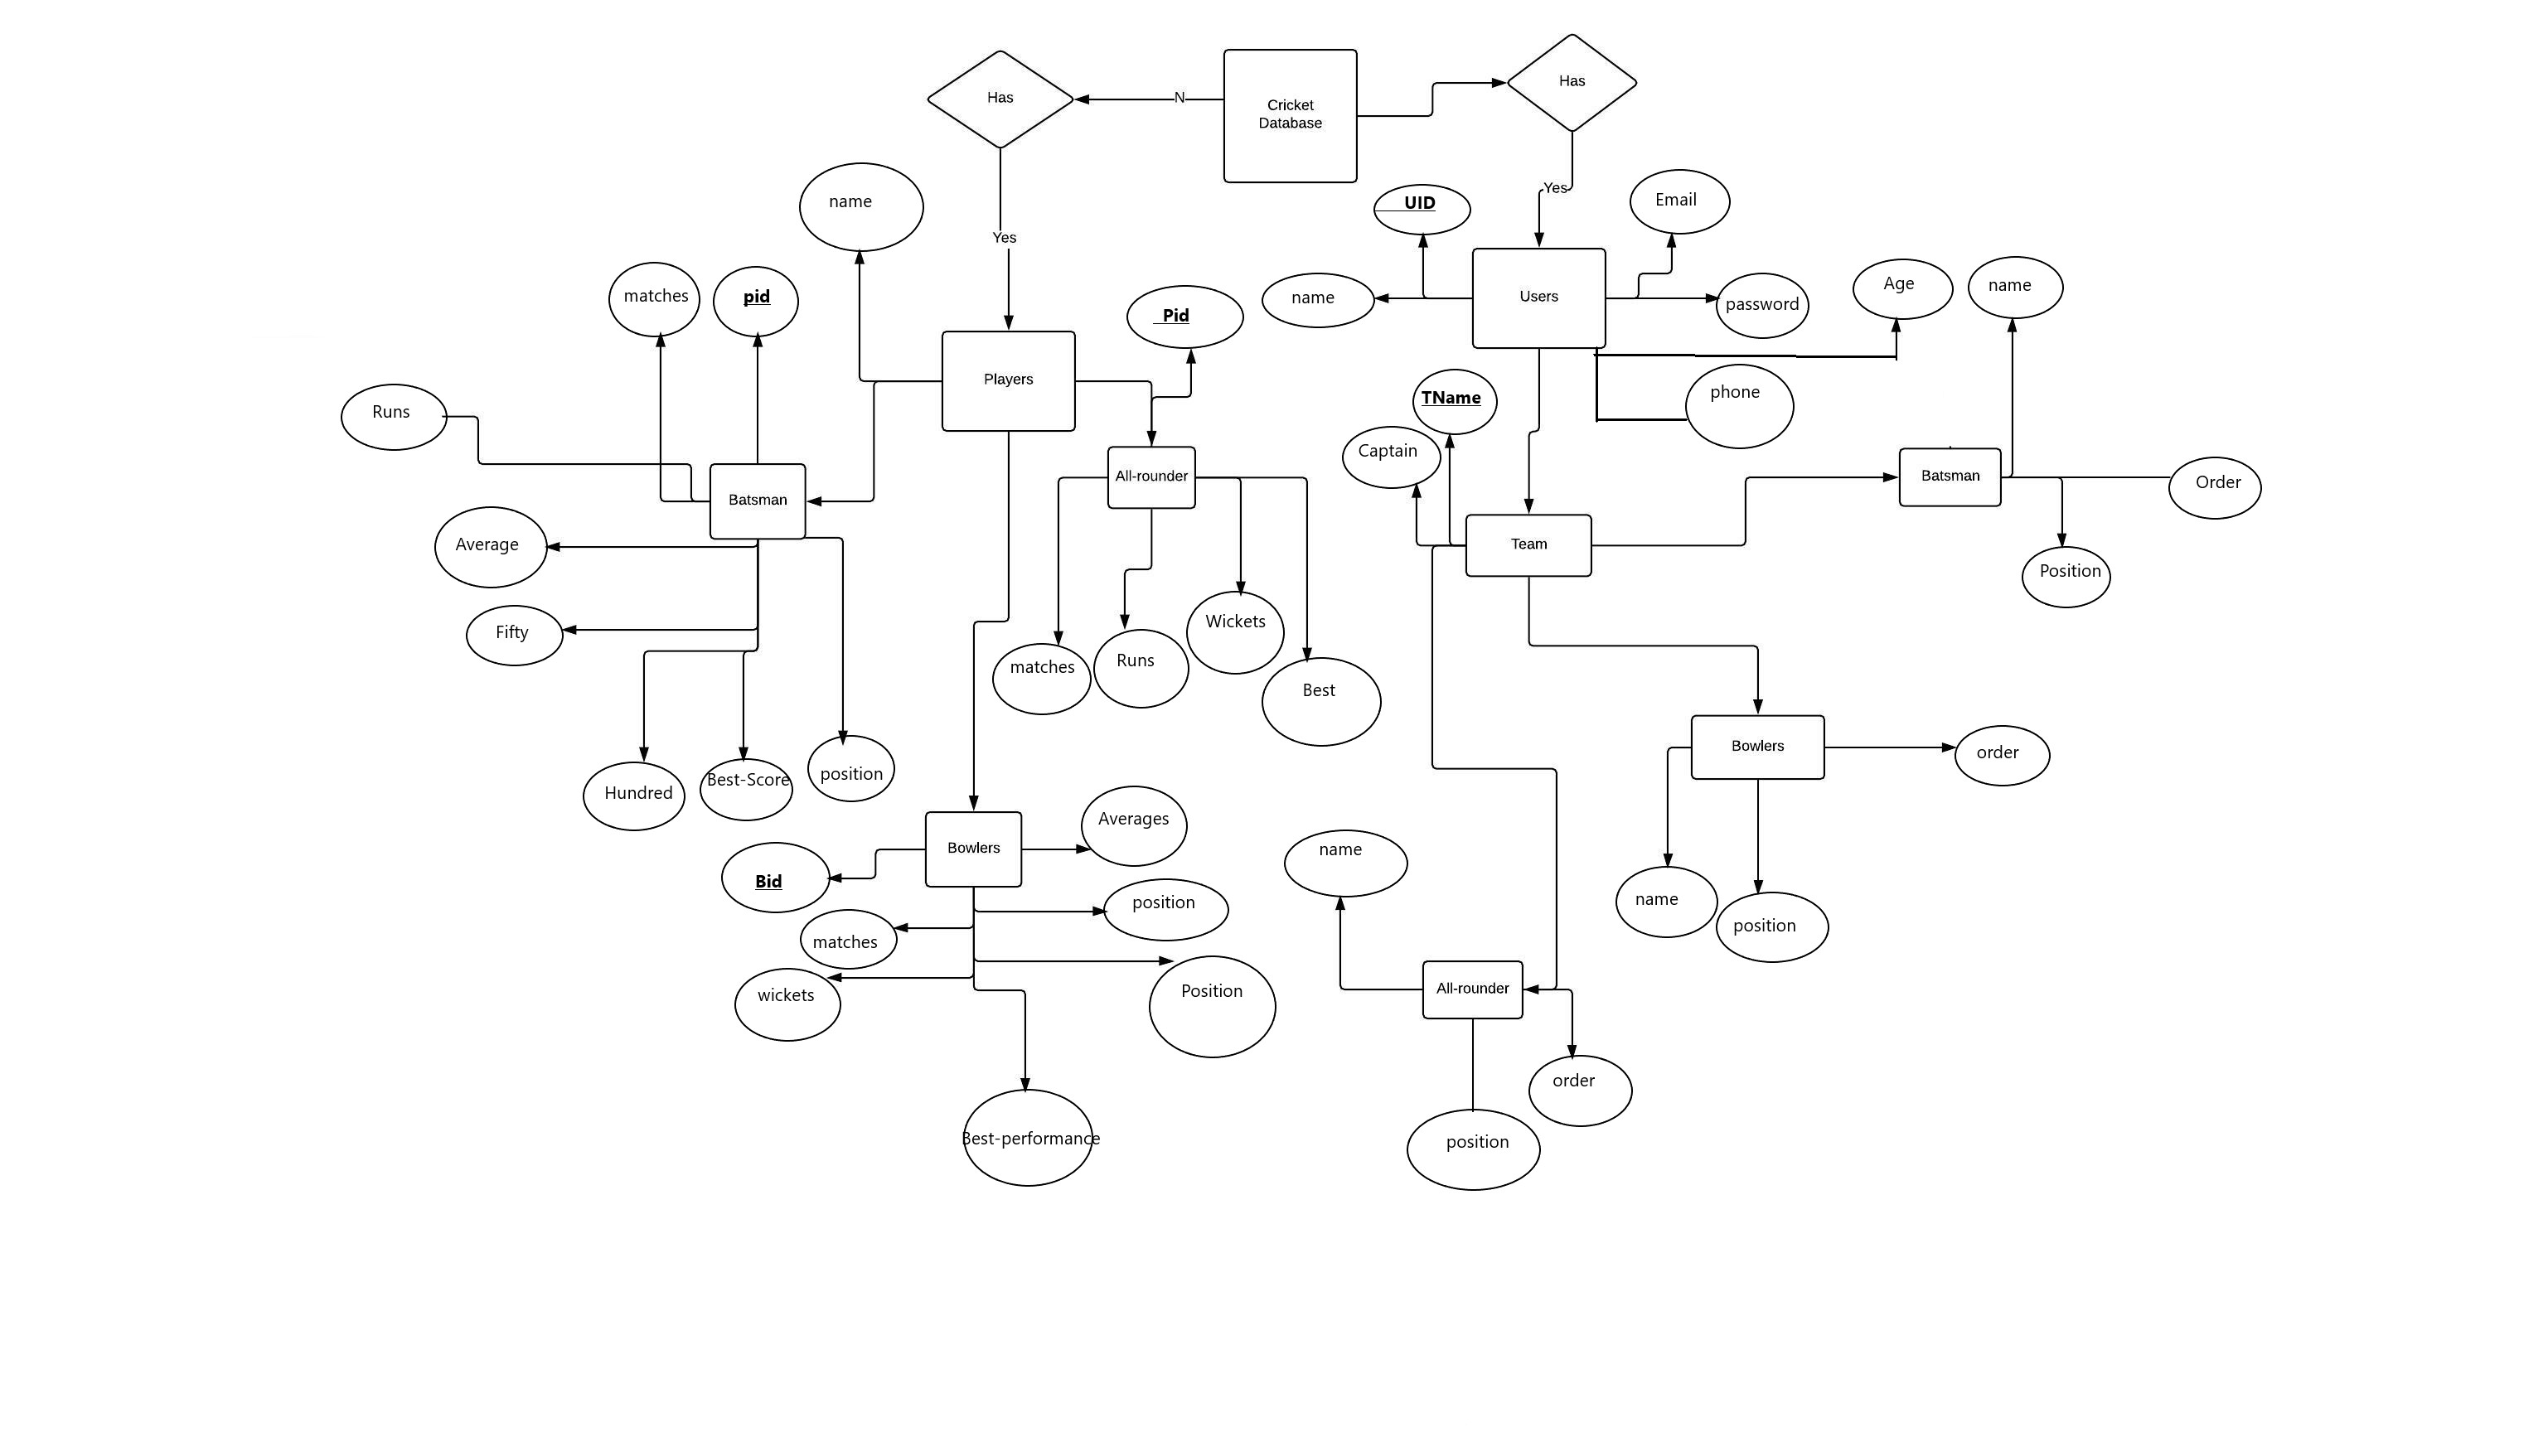 Has
N
Cricket
Database
Has
Yes
Yes
name
UID
Email
matches
pid
Pid
name
Users
password
Age
name
Players
Runs
TName
phone
Captain
Batsman
All-rounder
Batsman
Order
Average
Team
Position
Fifty
matches
Runs
Wickets
Best
Hundred
Best-Score
position
Bowlers
order
Bowlers
Averages
name
Bid
position
name
position
matches
wickets
Position
All-rounder
order
Best-performance
position